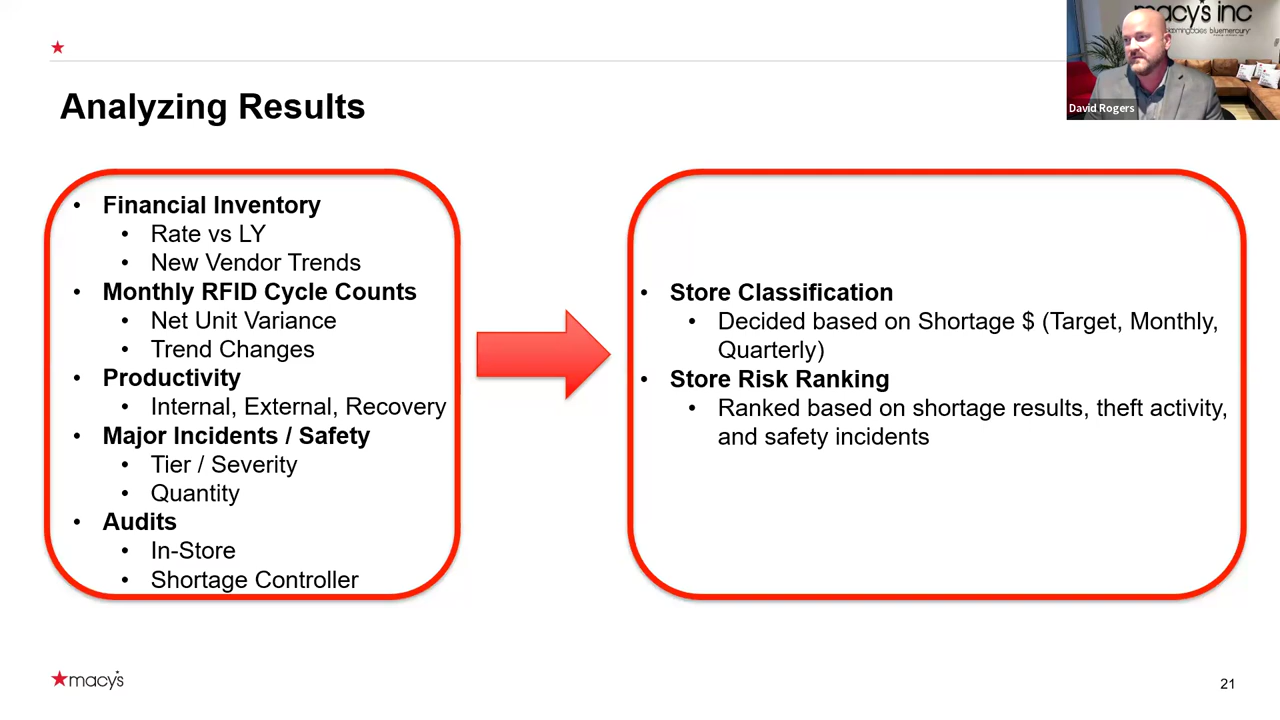 Analyzing Results
• Financial Inventory
• Rate vs LY
• New Vendor Trends
• Monthly RFID Cycle Counts
• Net Unit Variance
• Trend Changes
• Productivity
• Internal, External, Recovery
• Major Incidents / Safety
• Tier / Severity
• Quantity
• Audits
• In-Store
• Shortage Controller
• Store Classification
• Decided based on Shortage $ (Target, Monthly,
Quarterly)
• Store Risk Ranking
• Ranked based on shortage results, theft activity,
and safety incidents
macy's inc
bloomingdales bluemercury
David Rogers
macy's
21